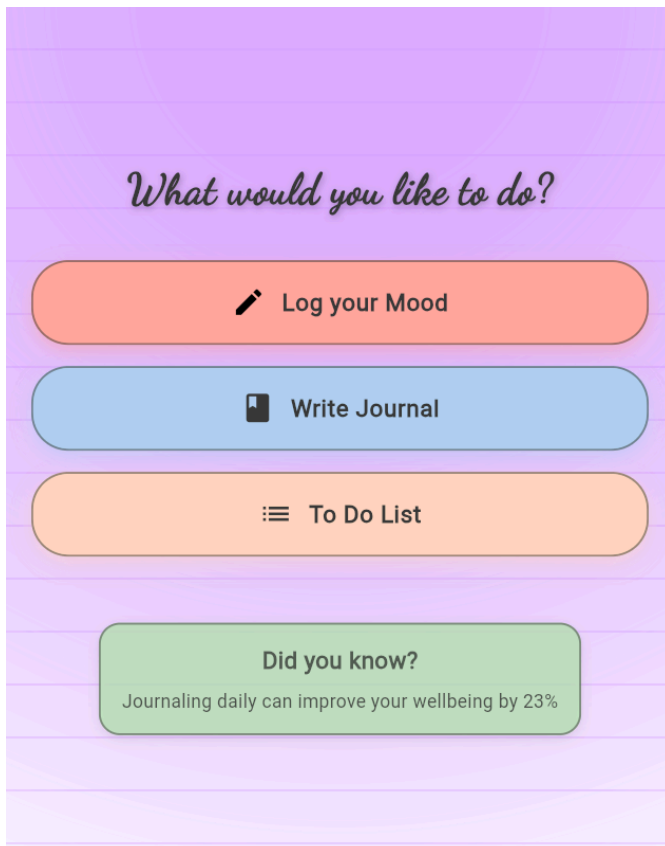 What would you like to do?
Log your Mood
Write Journal
To Do List
Did you know?
Journaling daily can improve your wellbeing by 23%